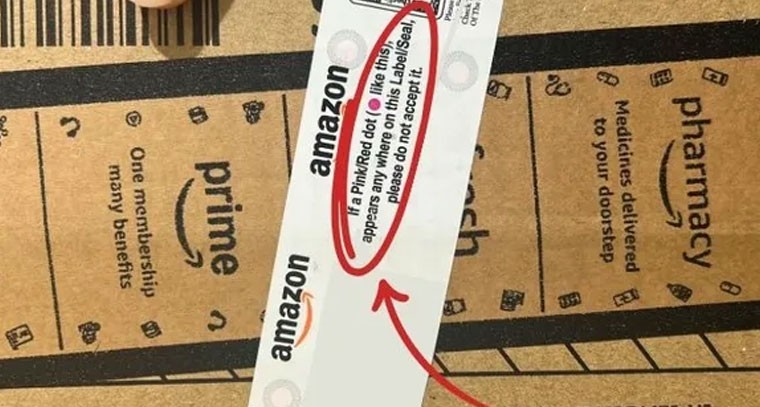 prime
One membership
many benefits
amazon
amazon
If a Pink/Red dot ( like this),
appears any where on this Label/Seal,
please do not accept it.
pharmacy
Medicines delivered
to your doorstep